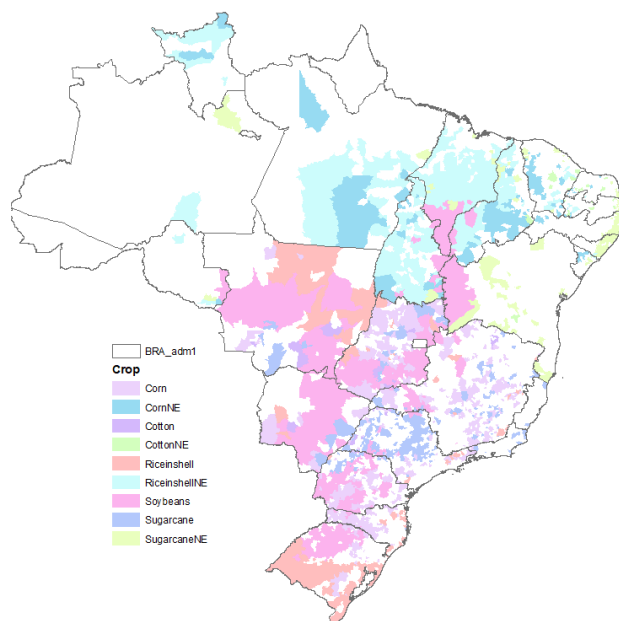 BRA_adm1
Crop
Corn
CornNE
Cotton
CottonNE
Riceinshell
RiceinshellNE
Soybeans
Sugarcane
SugarcaneNE